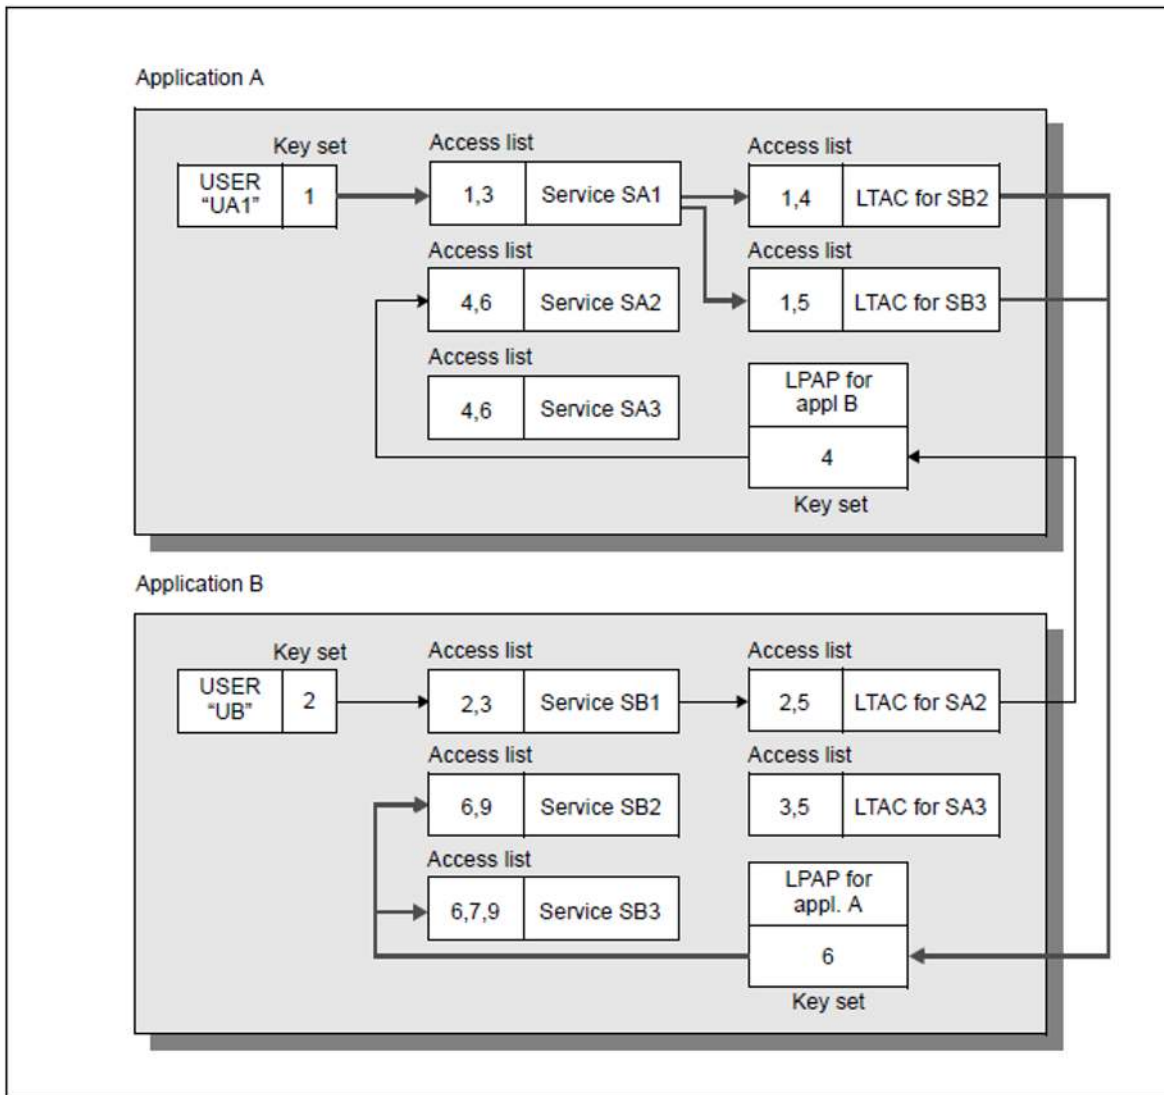 Application A
Key set
Access list
Access list
USER
“UA1”
1
1,3
Service SA1
1,4
LTAC for SB2
Access list
Access list
4,6
Service SA2
1,5
LTAC for SB3
Access list
4,6
Service SA3
LPAP for
appl B
4
Key set
Application B
Key set
Access list
Access list
USER
“UB”
2
2,3
Service SB1
2,5
LTAC for SA2
Access list
Access list
6,9
Service SB2
3,5
LTAC for SA3
Access list
6,7,9
Service SB3
LPAP for
appl. A
6
Key set